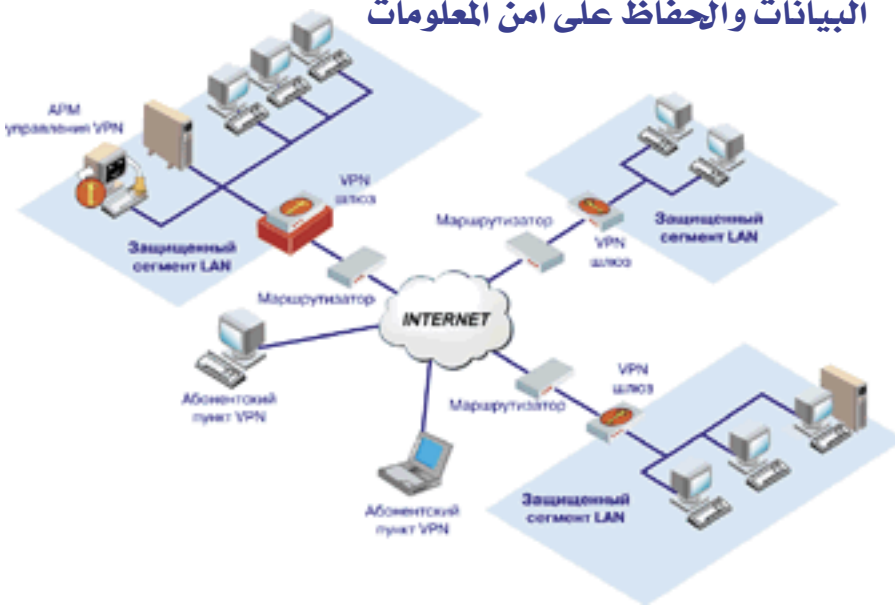 البيانات والحفاظ على امن المعلومات
АРМ
управления VPN
VPN
шлюз
Защищенный
сегмент LAN
Маршрутизатор
Маршрутизатор
VPN
шлюз
Защищенный
сегмент LAN
INTERNET
Абонентский
пункт VPN
Маршрутизатор
VPN
шлюз
Абонентский
пункт VPN
Защищенный
сегмент LAN